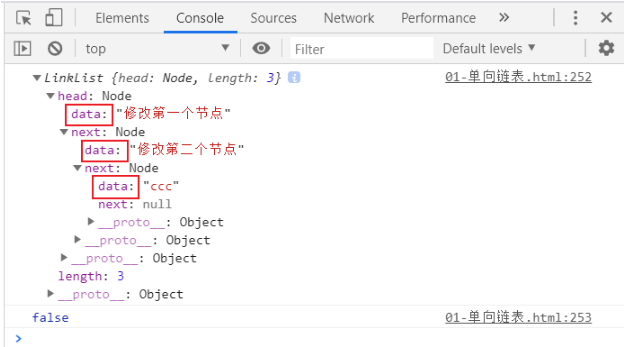 Elements Console Sources Network Performance »
top Filter Default levels
LinkList {head: Node, length: 3} 01-单向链表.html:252
head: Node
data: "修改第一个节点"
next: Node
data: "修改第二个节点"
next: Node
data: "ccc"
next: null
__proto__: Object
__proto__: Object
__proto__: Object
length: 3
__proto__: Object
false 01-单向链表.html:253
>